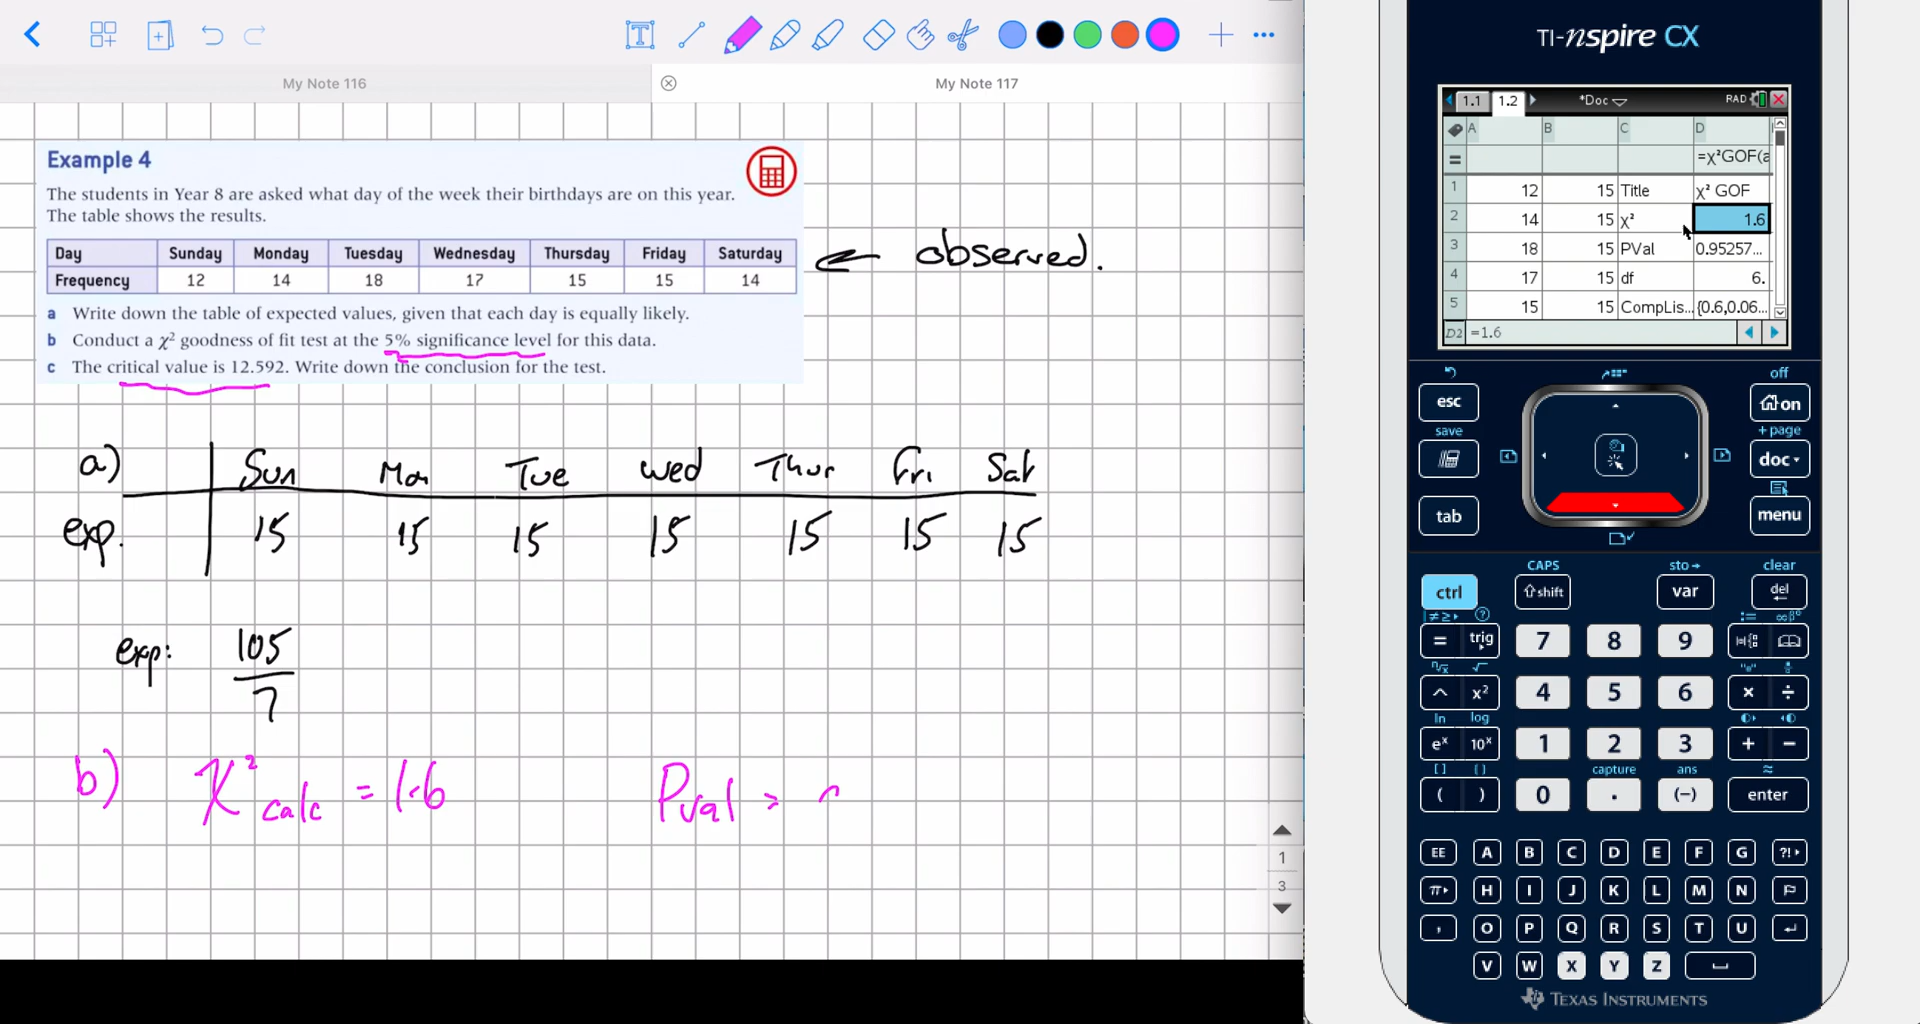 My Note 116
My Note 117
Example 4
The students in Year 8 are asked what day of the week their birthdays are on this year.
The table shows the results.
Day Sunday Monday Tuesday Wednesday Thursday Friday Saturday
Frequency 12 14 18 17 15 15 14
← observed.
a Write down the table of expected values, given that each day is equally likely.
b Conduct a χ² goodness of fit test at the 5% significance level for this data.
c The critical value is 12.592. Write down the conclusion for the test.
a) Sun Mon Tue Wed Thur Fri Sat
exp. 15 15 15 15 15 15 15
exp: 105
7
b) χ² calc = 1.6 Pval =
1
3
TI-nspire CX
1.1 1.2 *Doc RAD
A B C D
= =χ²GOF(a
1 12 15 Title χ² GOF
2 14 15 χ² 1.6
3 18 15 PVal 0.95257...
4 17 15 df 6.
5 15 15 CompLis... {0.6,0.06...
D2 =1.6
off
esc on
save + page
doc
tab menu
CAPS sto→ clear
ctrl shift var del
= trig 7 8 9
^ x² 4 5 6 × ÷
ln log
eˣ 10ˣ 1 2 3 + −
[] {} capture ans ≈
( ) 0 . (−) enter
EE A B C D E F G ?!
π H I J K L M N
, O P Q R S T U
V W X Y Z
TEXAS INSTRUMENTS